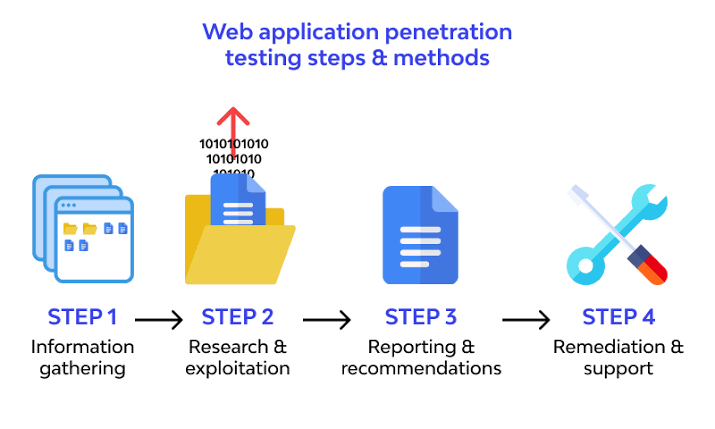 Web application penetration
testing steps & methods
1010101010
10101010
101010
STEP 1
STEP 2
STEP 3
STEP 4
Information
gathering
Research &
exploitation
Reporting &
recommendations
Remediation &
support